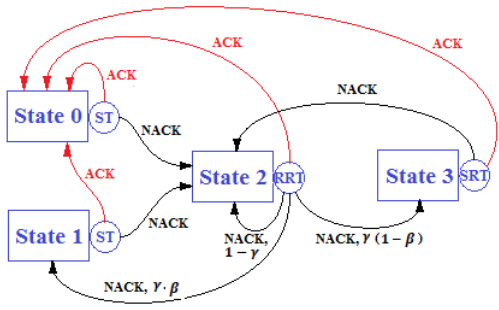 ACK
ACK
ACK
NACK
State 0
ST
NACK
ACK
State 2
RRT
State 3
SRT
NACK
State 1
ST
NACK,
1 − γ
NACK, γ (1 − β)
NACK, γ · β